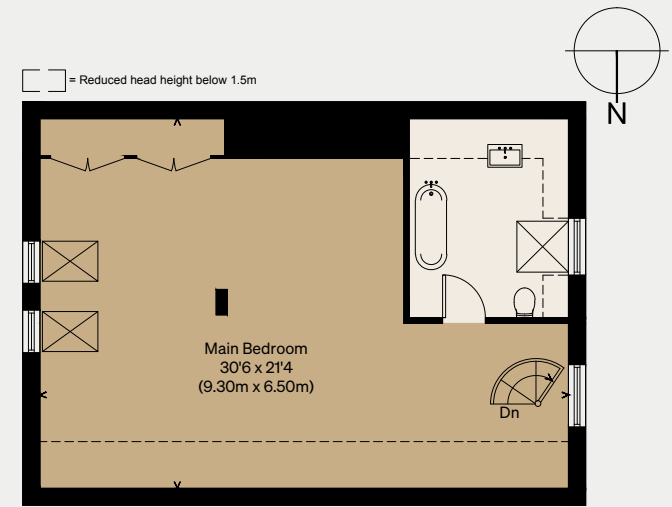 = Reduced head height below 1.5m
N
Main Bedroom
30'6 x 21'4
(9.30m x 6.50m)
Dn